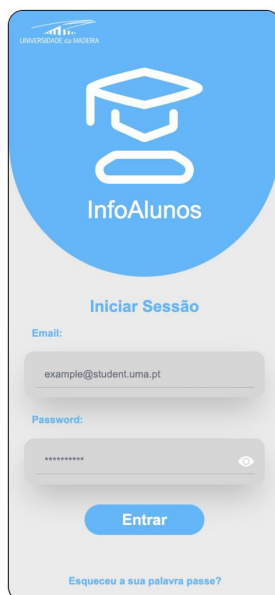 UNIVERSIDADE da MADEIRA
InfoAlunos
Iniciar Sessão
Email:
example@student.uma.pt
Password:
**********
Entrar
Esqueceu a sua palavra passe?